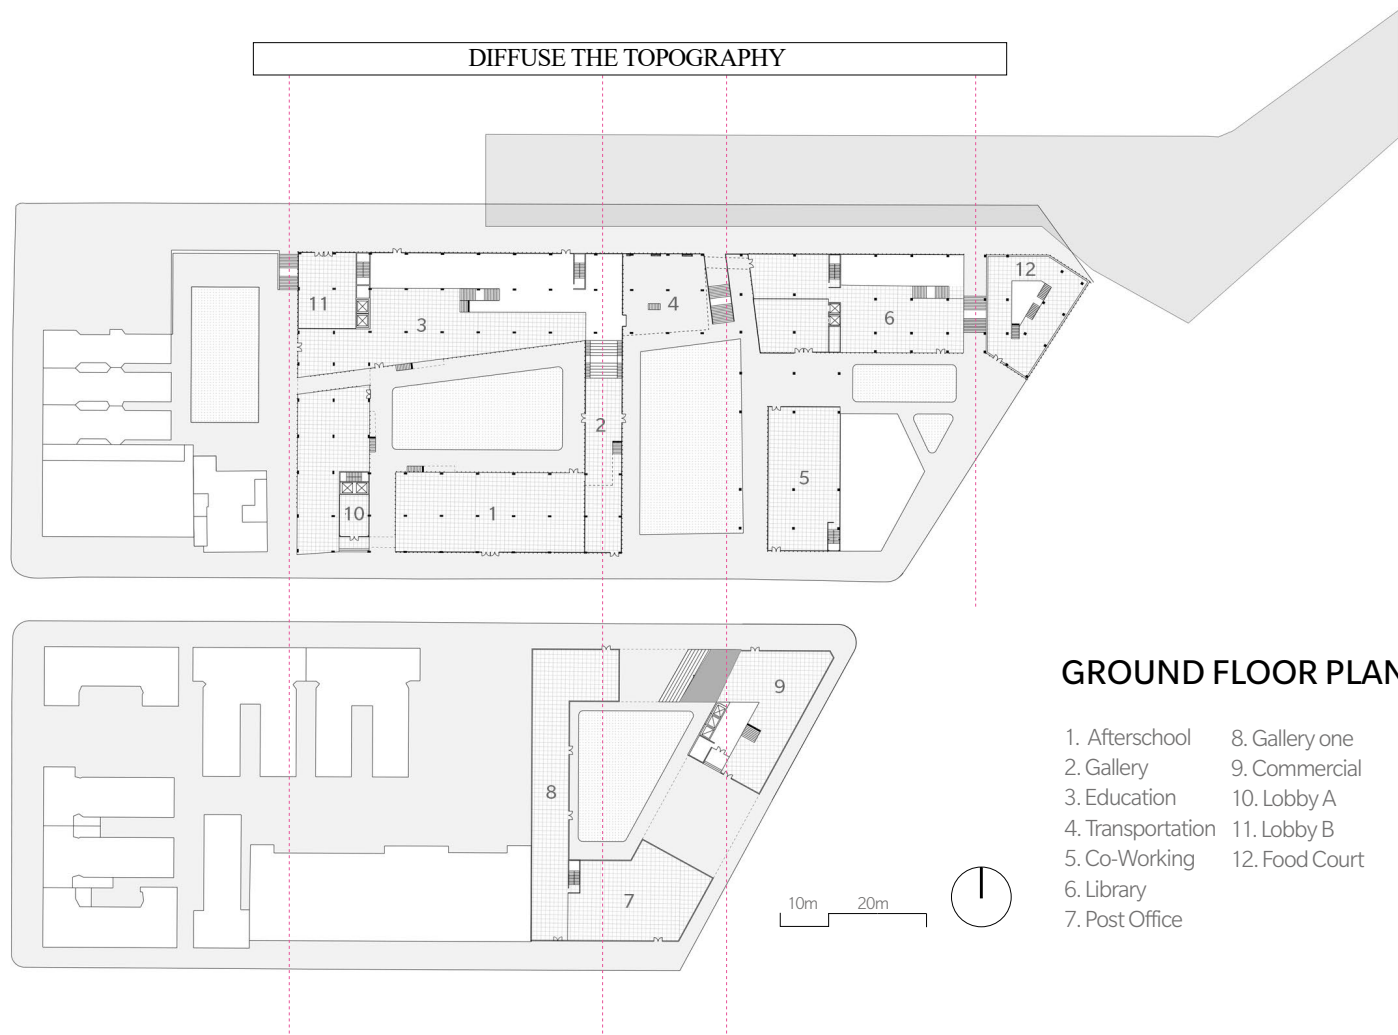 DIFFUSE THE TOPOGRAPHY
11
3
4
6
12
2
10
1
5
8
9
7
GROUND FLOOR PLAN
1. Afterschool
2. Gallery
3. Education
4. Transportation
5. Co-Working
6. Library
7. Post Office
8. Gallery one
9. Commercial
10. Lobby A
11. Lobby B
12. Food Court
10m 20m